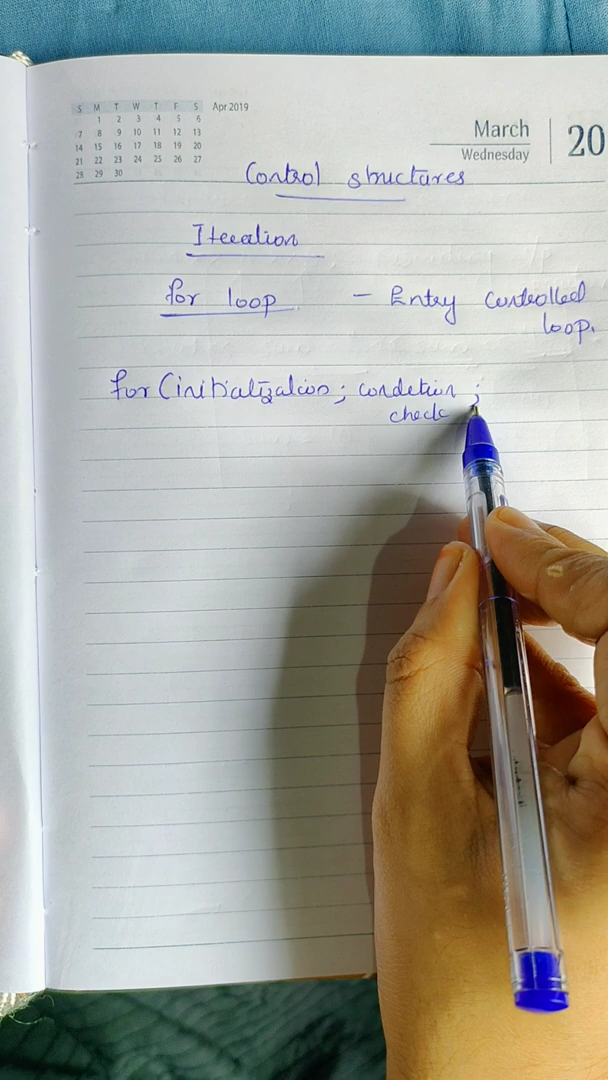 S M T W T F S Apr 2019
1 2 3 4 5 6
7 8 9 10 11 12 13
14 15 16 17 18 19 20
21 22 23 24 25 26 27
28 29 30
March 20
Wednesday
Control structures
Iteration
for loop - Entry controlled
loop.
for (initialization; condition;
check